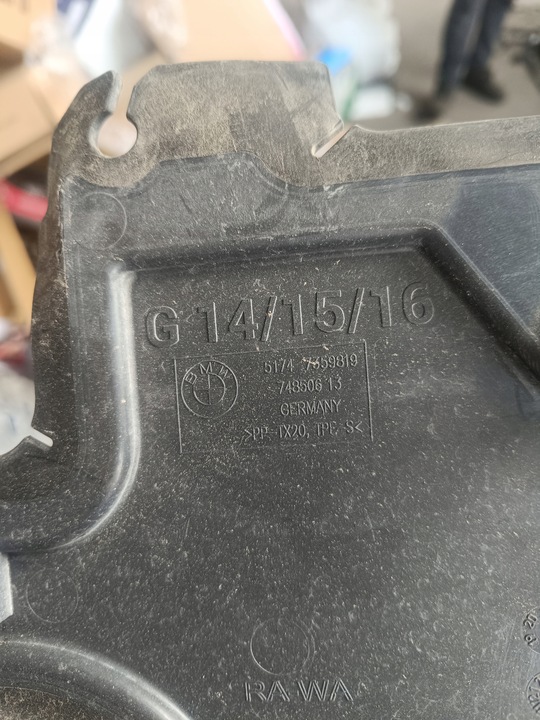 G 14/15/16
BMW
5174 7459819
748606 13
GERMANY
>PP-TX20, TPE-S<
RAWA